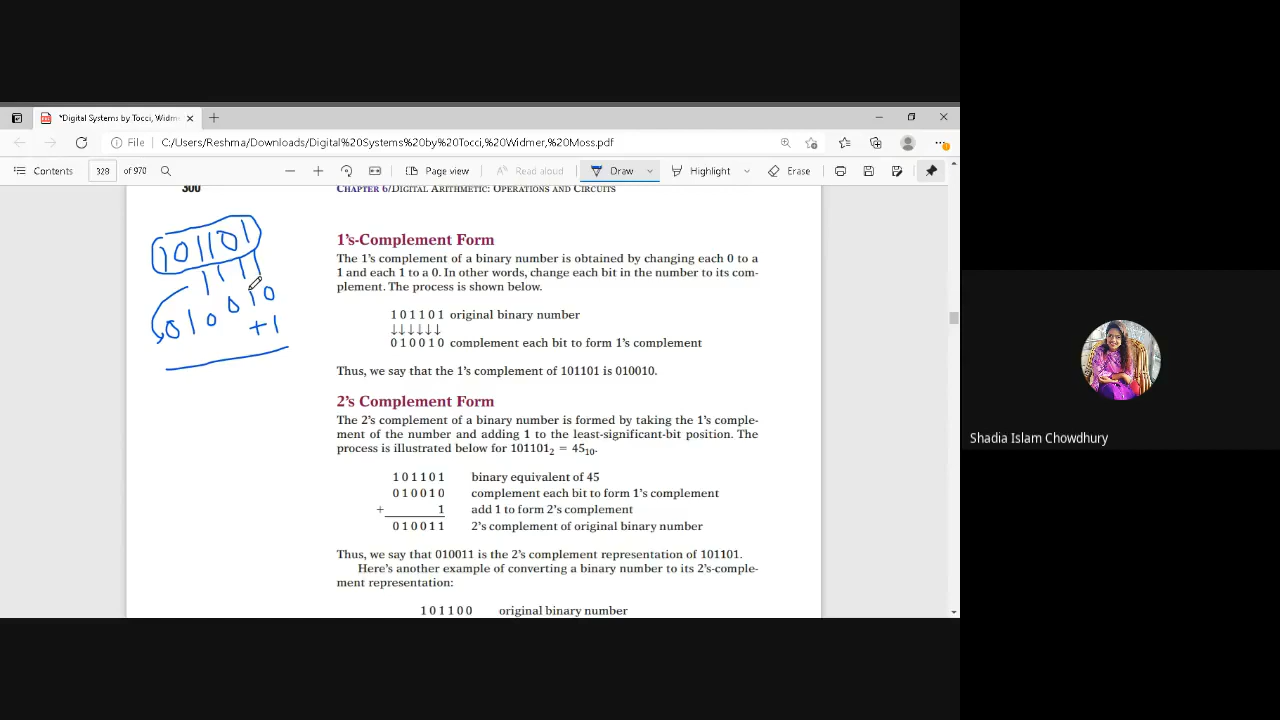 *Digital Systems by Tocci, Widme
File
C:/Users/Reshma/Downloads/Digital%20Systems%20by%20Tocci,%20Widmer,%20Moss.pdf
Contents
328
of 970
Page view
Read aloud
Draw
Highlight
Erase
300
CHAPTER 6/DIGITAL ARITHMETIC: OPERATIONS AND CIRCUITS
101101
010010
+1
1's-Complement Form
The 1's complement of a binary number is obtained by changing each 0 to a
1 and each 1 to a 0. In other words, change each bit in the number to its com-
plement. The process is shown below.
1 0 1 1 0 1 original binary number
↓↓↓↓↓↓
0 1 0 0 1 0 complement each bit to form 1's complement
Thus, we say that the 1's complement of 101101 is 010010.
2's Complement Form
The 2's complement of a binary number is formed by taking the 1's comple-
ment of the number and adding 1 to the least-significant-bit position. The
process is illustrated below for 101101₂ = 45₁₀.
1 0 1 1 0 1 binary equivalent of 45
0 1 0 0 1 0 complement each bit to form 1's complement
+ 1 add 1 to form 2's complement
0 1 0 0 1 1 2's complement of original binary number
Thus, we say that 010011 is the 2's complement representation of 101101.
Here's another example of converting a binary number to its 2's-comple-
ment representation:
1 0 1 1 0 0 original binary number
Shadia Islam Chowdhury